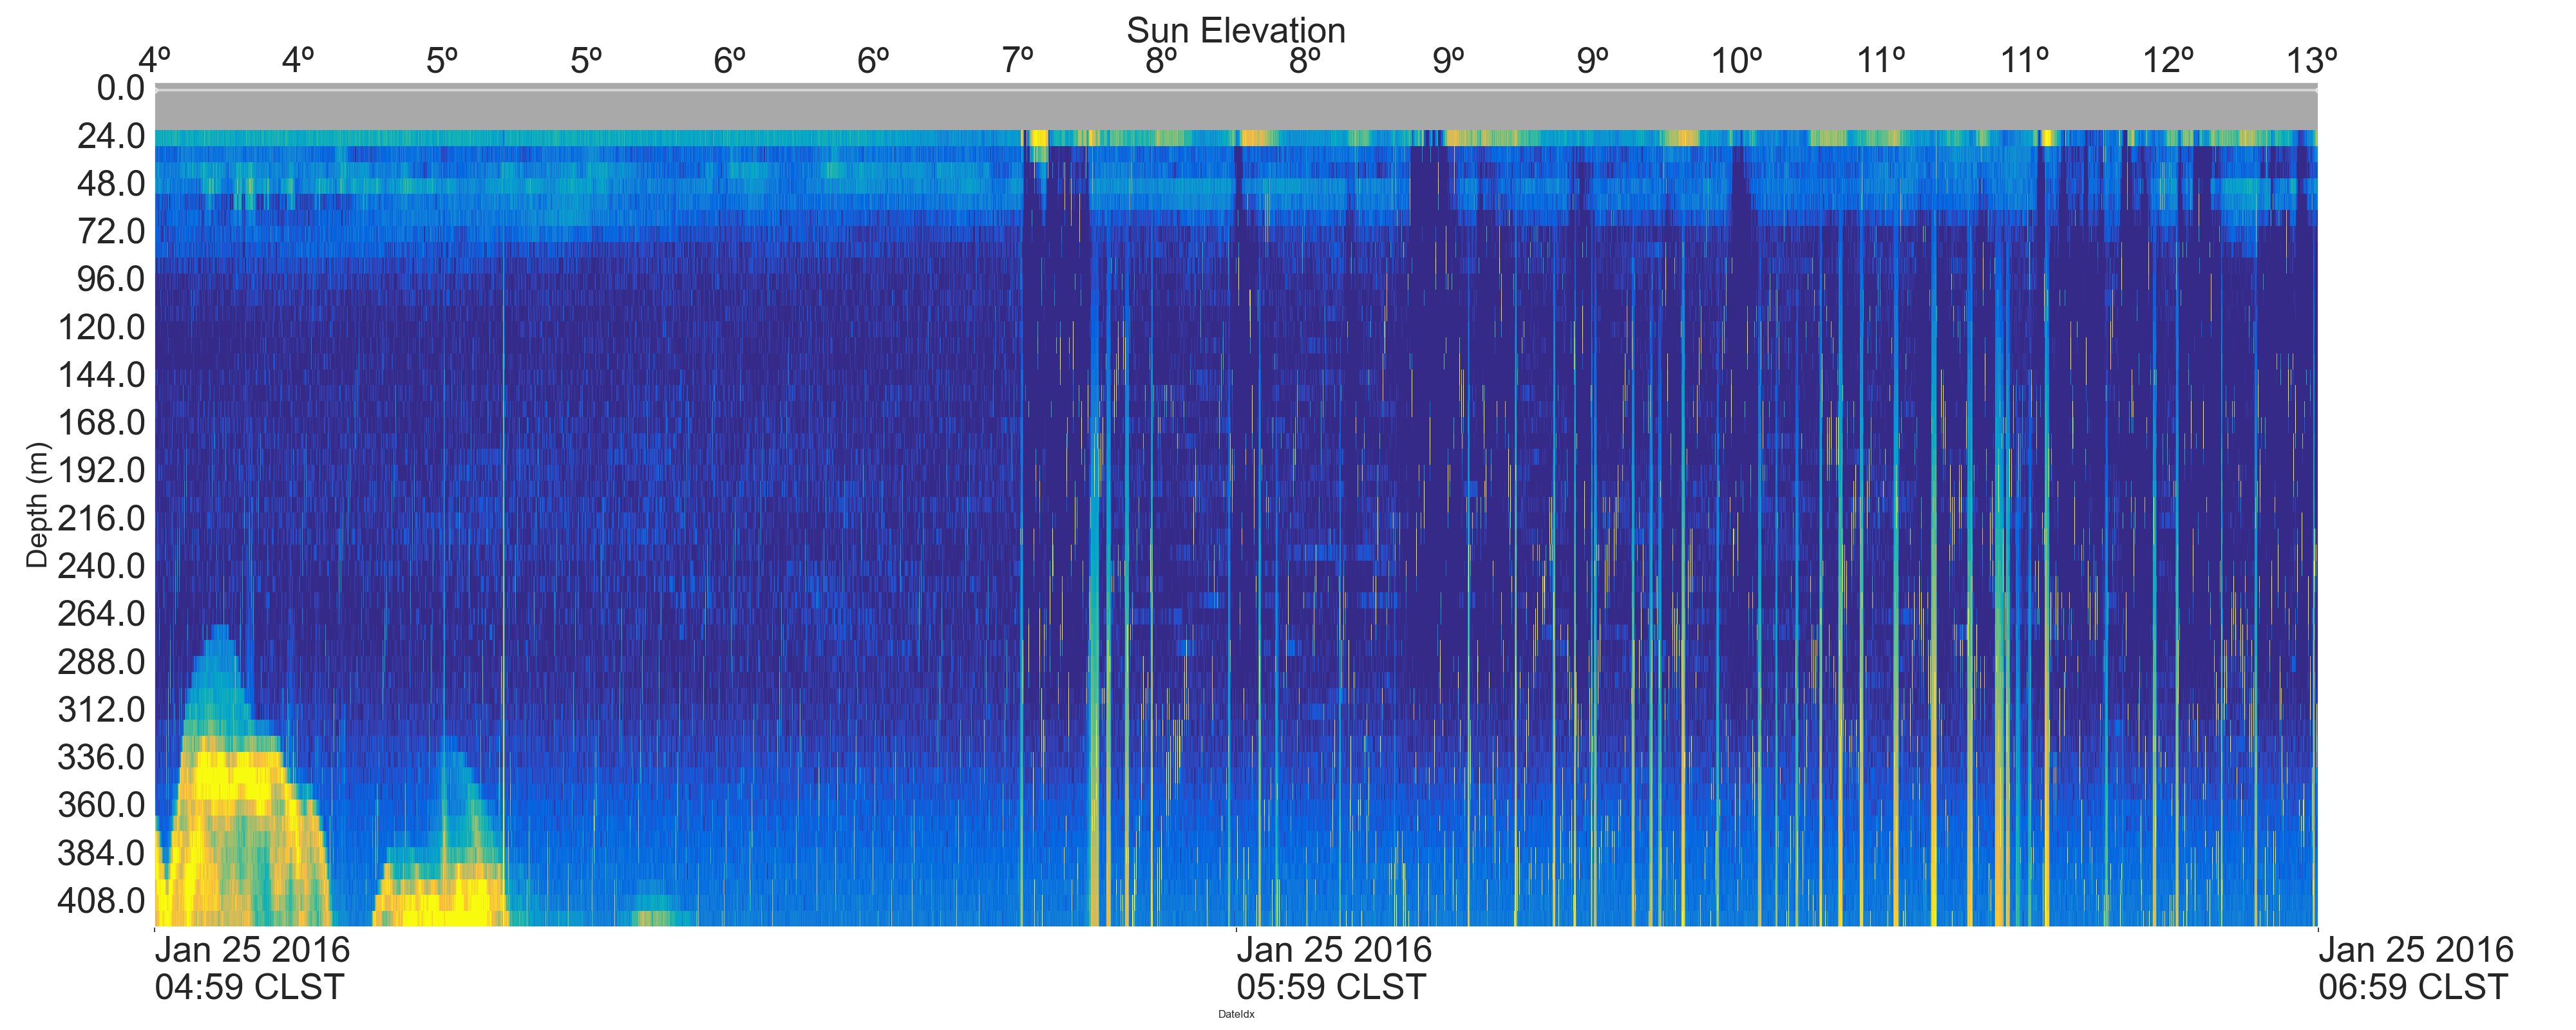 Sun Elevation
4º 4º 5º 5º 6º 6º 7º 8º 8º 9º 9º 10º 11º 11º 12º 13º
0.0
24.0
48.0
72.0
96.0
120.0
144.0
168.0
192.0
216.0
240.0
264.0
288.0
312.0
336.0
360.0
384.0
408.0
Depth (m)
Jan 25 2016
04:59 CLST
Jan 25 2016
05:59 CLST
Jan 25 2016
06:59 CLST
DateIdx